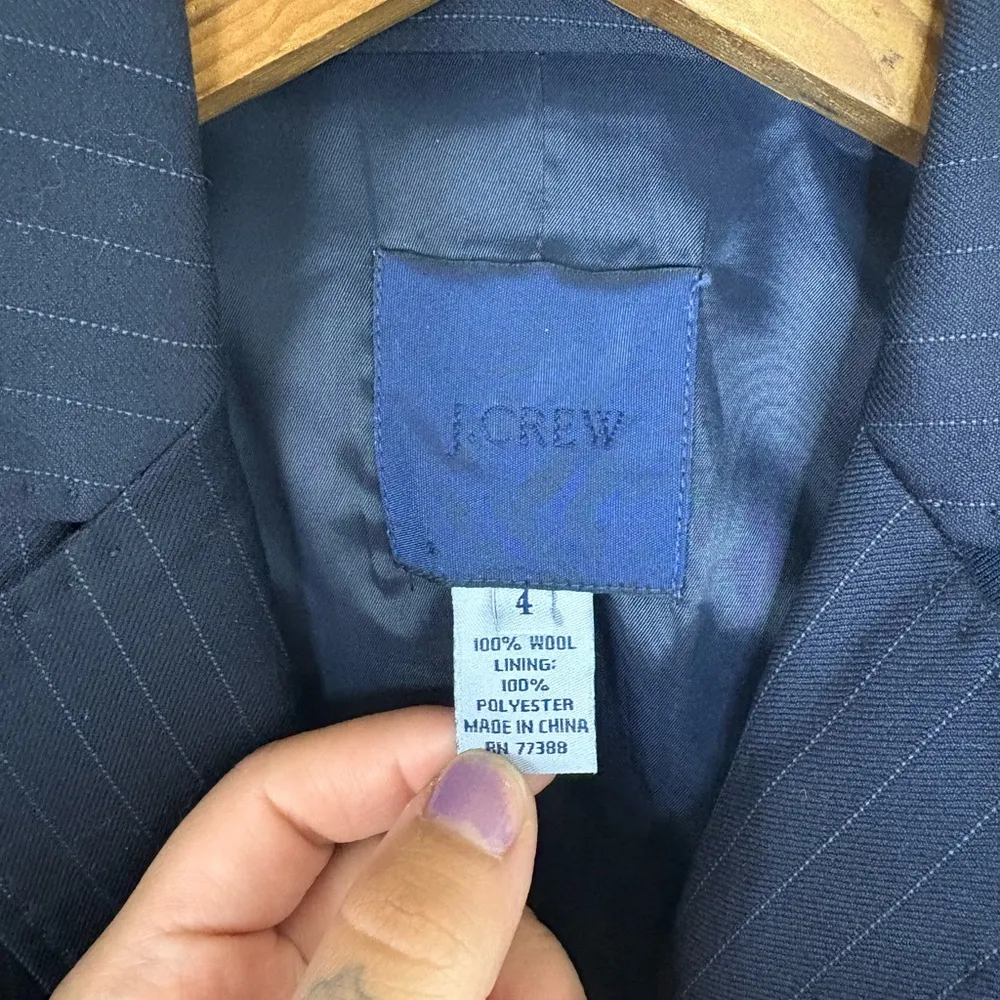 J.CREW
4
100% WOOL
LINING:
100%
POLYESTER
MADE IN CHINA
RN 77388